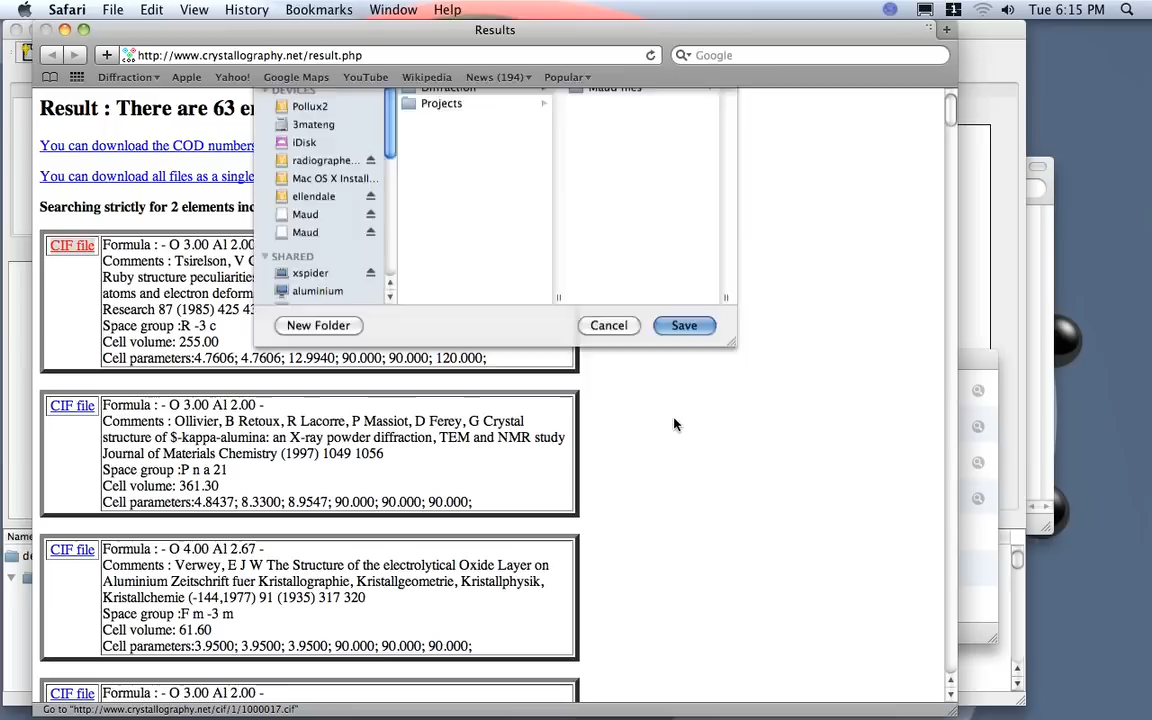 Safari File Edit View History Bookmarks Window Help 1 Tue 6:15 PM
Results
http://www.crystallography.net/result.php Google
Diffraction Apple Yahoo! Google Maps YouTube Wikipedia News (194) Popular
Result : There are 63 e
You can download the COD numbers
You can download all files as a single
Searching strictly for 2 elements inc
DEVICES
Pollux2
3mateng
iDisk
radiographe...
Mac OS X Install...
ellendale
Maud
Maud
SHARED
xspider
aluminium
Diffraction
Projects
Maud files
New Folder Cancel Save
CIF file Formula : - O 3.00 Al 2.00
Comments : Tsirelson, V G
Ruby structure peculiarities
atoms and electron deform
Research 87 (1985) 425 43
Space group :R -3 c
Cell volume: 255.00
Cell parameters:4.7606; 4.7606; 12.9940; 90.000; 90.000; 120.000;
CIF file Formula : - O 3.00 Al 2.00 -
Comments : Ollivier, B Retoux, R Lacorre, P Massiot, D Ferey, G Crystal
structure of $-kappa-alumina: an X-ray powder diffraction, TEM and NMR study
Journal of Materials Chemistry (1997) 1049 1056
Space group :P n a 21
Cell volume: 361.30
Cell parameters:4.8437; 8.3300; 8.9547; 90.000; 90.000; 90.000;
CIF file Formula : - O 4.00 Al 2.67 -
Comments : Verwey, E J W The Structure of the electrolytical Oxide Layer on
Aluminium Zeitschrift fuer Kristallographie, Kristallgeometrie, Kristallphysik,
Kristallchemie (-144,1977) 91 (1935) 317 320
Space group :F m -3 m
Cell volume: 61.60
Cell parameters:3.9500; 3.9500; 3.9500; 90.000; 90.000; 90.000;
CIF file Formula : - O 3.00 Al 2.00 -
Name
de
Go to "http://www.crystallography.net/cif/1/1000017.cif"